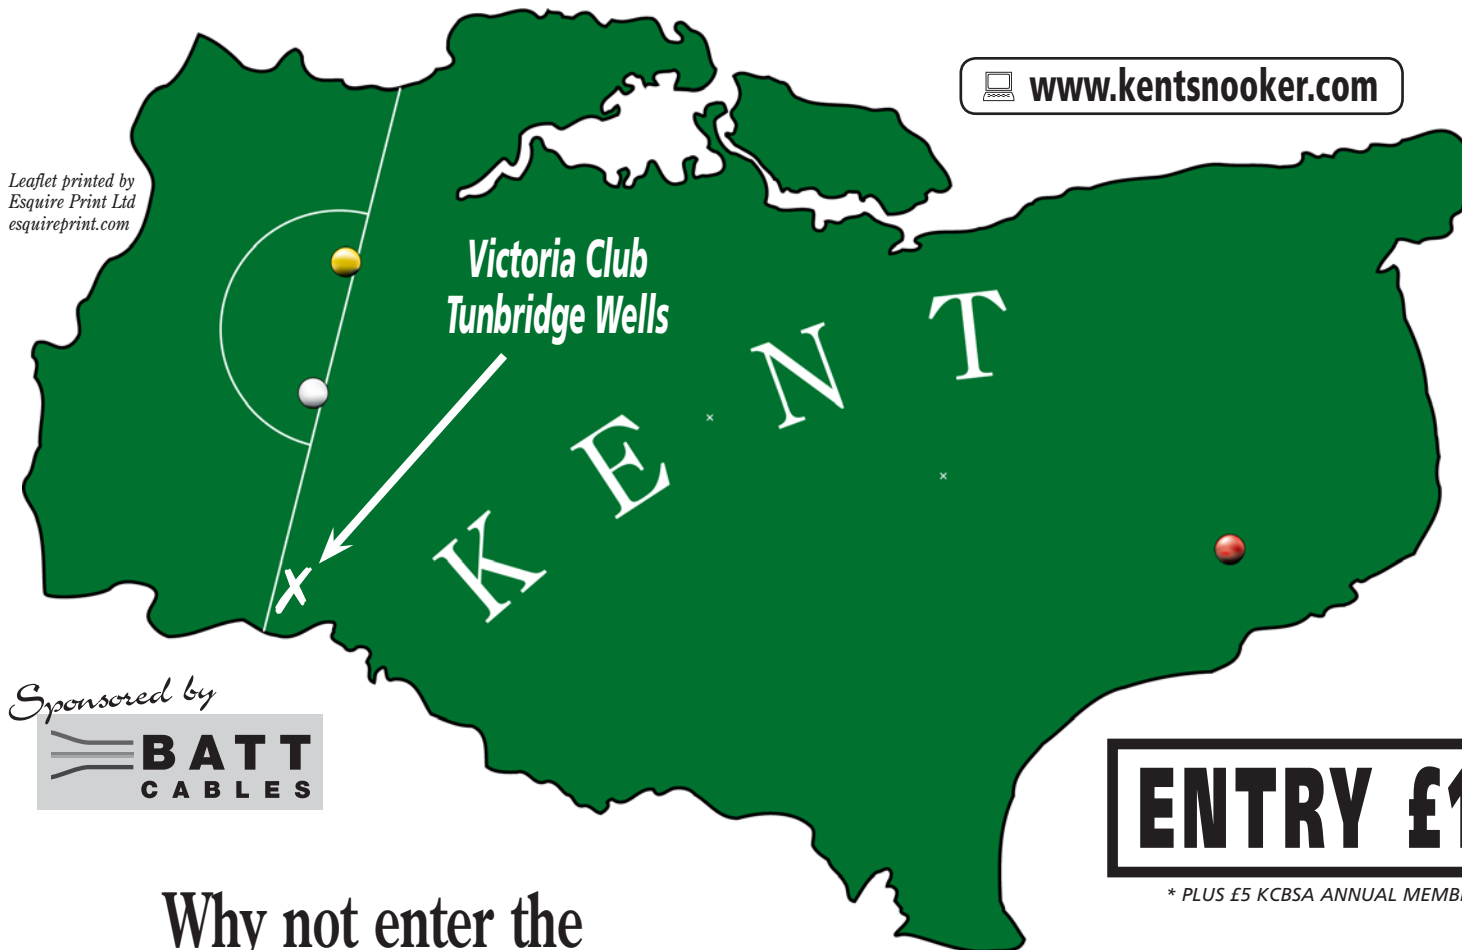 www.kentsnooker.com
Leaflet printed by
Esquire Print Ltd
esquireprint.com
Victoria Club
Tunbridge Wells
KENT
Sponsored by
BATT
CABLES
ENTRY £1
* PLUS £5 KCBSA ANNUAL
Why not enter the